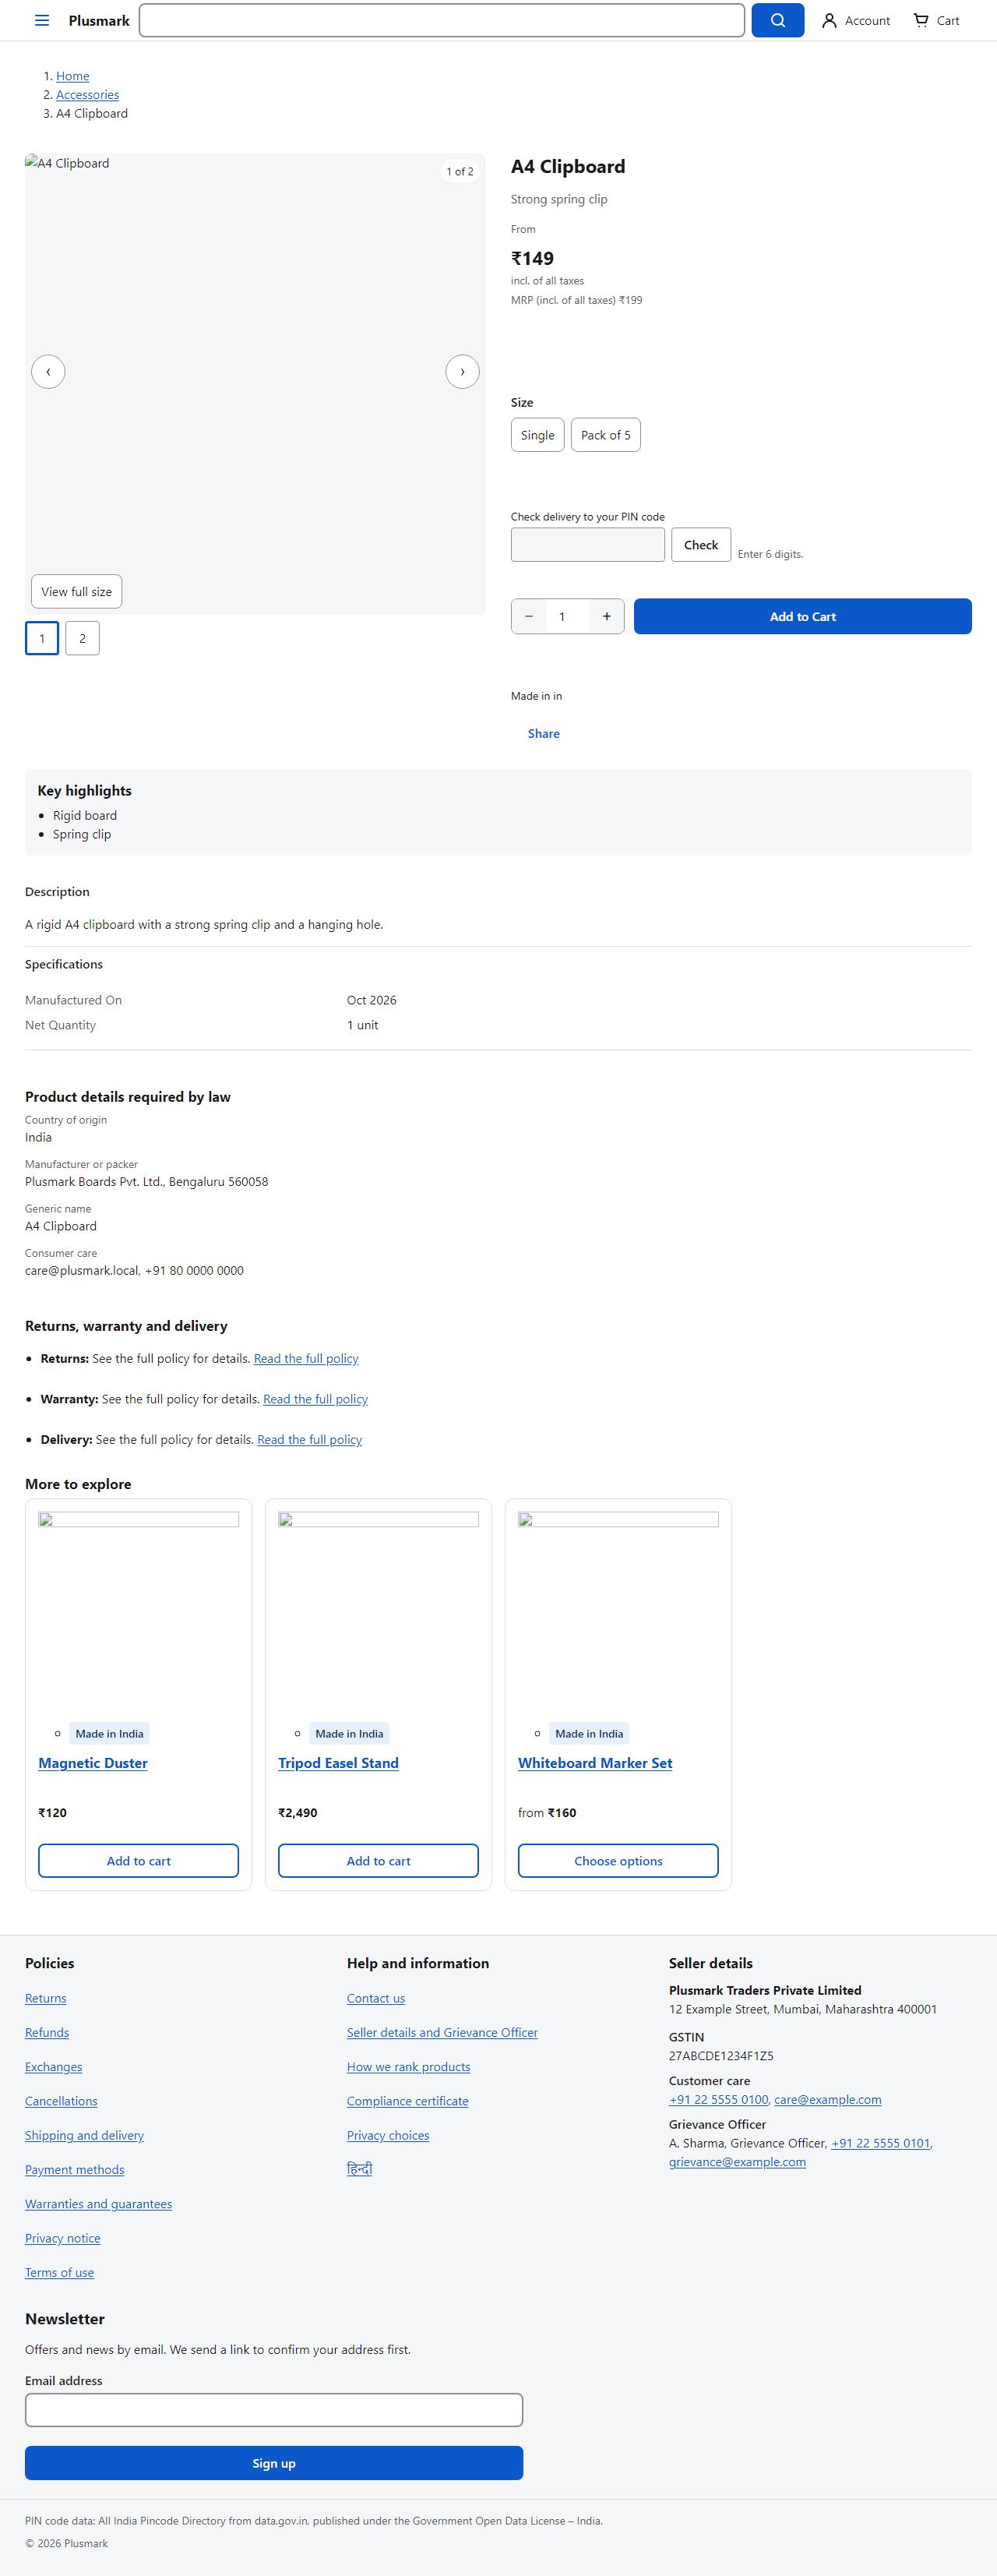 Plusmark
Account
Cart
1. Home
2. Accessories
3. A4 Clipboard
A4 Clipboard
1 of 2
‹
›
View full size
1
2
A4 Clipboard
Strong spring clip
From
₹149
incl. of all taxes
MRP (incl. of all taxes) ₹199
Size
Single
Pack of 5
Check delivery to your PIN code
Check
Enter 6 digits.
− 1 +
Add to Cart
Made in in
Share
Key highlights
• Rigid board
• Spring clip
Description
A rigid A4 clipboard with a strong spring clip and a hanging hole.
Specifications
Manufactured On
Oct 2026
Net Quantity
1 unit
Product details required by law
Country of origin
India
Manufacturer or packer
Plusmark Boards Pvt. Ltd., Bengaluru 560058
Generic name
A4 Clipboard
Consumer care
care@plusmark.local, +91 80 0000 0000
Returns, warranty and delivery
• Returns: See the full policy for details. Read the full policy
• Warranty: See the full policy for details. Read the full policy
• Delivery: See the full policy for details. Read the full policy
More to explore
Made in India
Magnetic Duster
₹120
Add to cart
Made in India
Tripod Easel Stand
₹2,490
Add to cart
Made in India
Whiteboard Marker Set
from ₹160
Choose options
Policies
Returns
Refunds
Exchanges
Cancellations
Shipping and delivery
Payment methods
Warranties and guarantees
Privacy notice
Terms of use
Help and information
Contact us
Seller details and Grievance Officer
How we rank products
Compliance certificate
Privacy choices
हिन्दी
Seller details
Plusmark Traders Private Limited
12 Example Street, Mumbai, Maharashtra 400001
GSTIN
27ABCDE1234F1Z5
Customer care
+91 22 5555 0100, care@example.com
Grievance Officer
A. Sharma, Grievance Officer, +91 22 5555 0101,
grievance@example.com
Newsletter
Offers and news by email. We send a link to confirm your address first.
Email address
Sign up
PIN code data: All India Pincode Directory from data.gov.in, published under the Government Open Data License – India.
© 2026 Plusmark